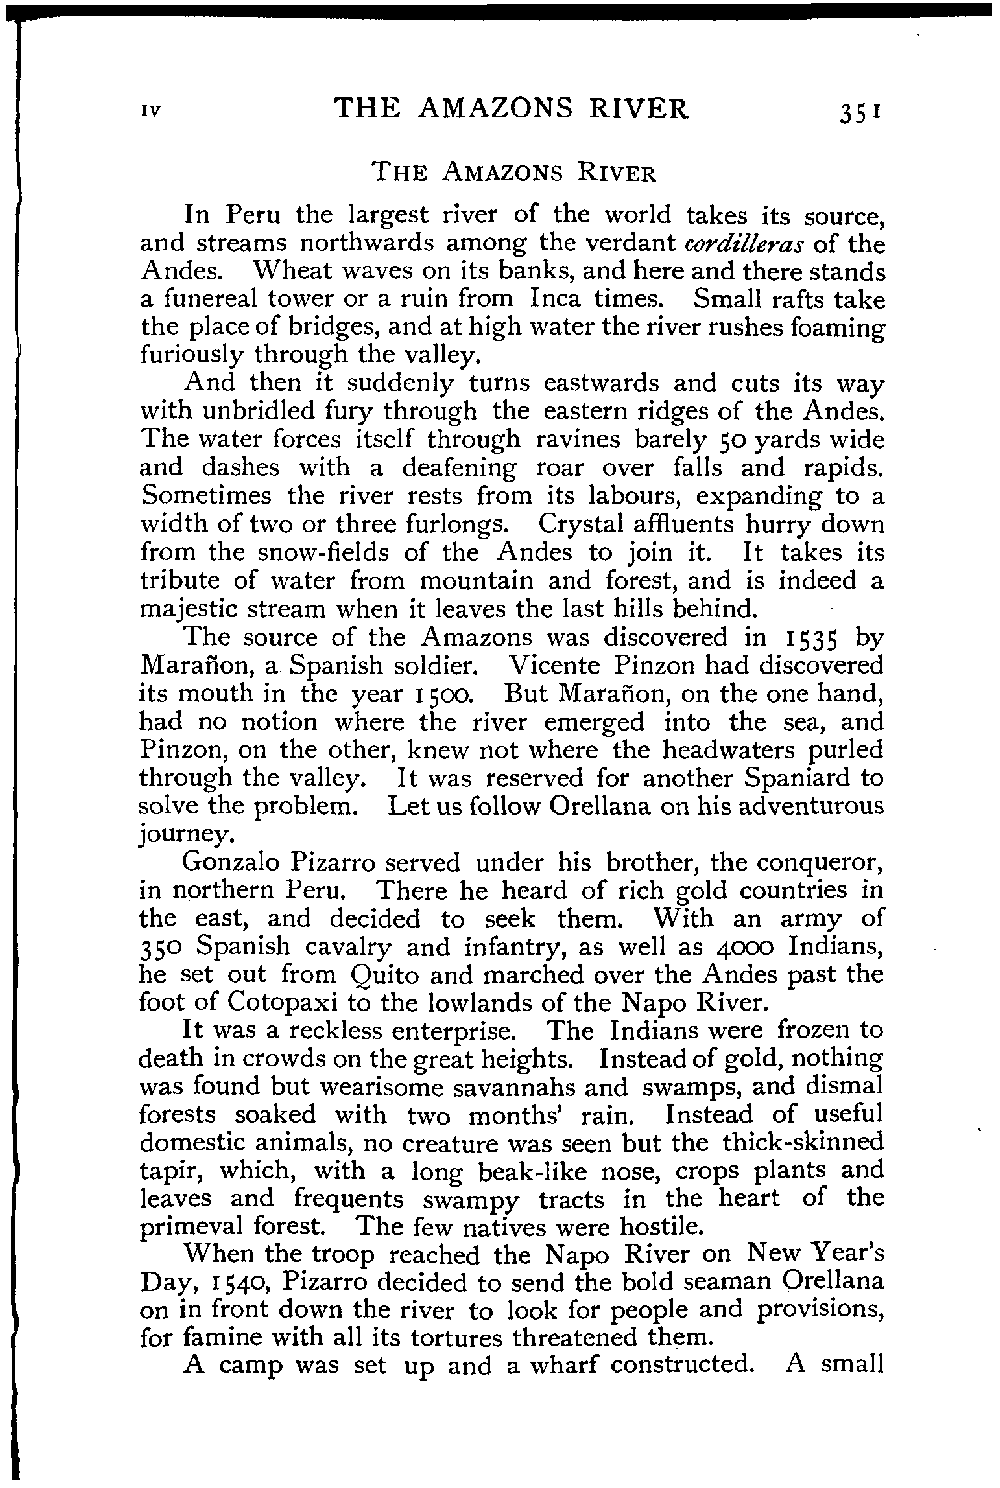 IV THE AMAZONS RIVER 351
THE AMAZONS RIVER
In Peru the largest river of the world takes its source,
and streams northwards among the verdant cordilleras of the
Andes. Wheat waves on its banks, and here and there stands
a funereal tower or a ruin from Inca times. Small rafts take
the place of bridges, and at high water the river rushes foaming
furiously through the valley.
And then it suddenly turns eastwards and cuts its way
with unbridled fury through the eastern ridges of the Andes.
The water forces itself through ravines barely 50 yards wide
and dashes with a deafening roar over falls and rapids.
Sometimes the river rests from its labours, expanding to a
width of two or three furlongs. Crystal affluents hurry down
from the snow-fields of the Andes to join it. It takes its
tribute of water from mountain and forest, and is indeed a
majestic stream when it leaves the last hills behind.
The source of the Amazons was discovered in 1535 by
Marañon, a Spanish soldier. Vicente Pinzon had discovered
its mouth in the year 1500. But Marañon, on the one hand,
had no notion where the river emerged into the sea, and
Pinzon, on the other, knew not where the headwaters purled
through the valley. It was reserved for another Spaniard to
solve the problem. Let us follow Orellana on his adventurous
journey.
Gonzalo Pizarro served under his brother, the conqueror,
in northern Peru. There he heard of rich gold countries in
the east, and decided to seek them. With an army of
350 Spanish cavalry and infantry, as well as 4000 Indians,
he set out from Quito and marched over the Andes past the
foot of Cotopaxi to the lowlands of the Napo River.
It was a reckless enterprise. The Indians were frozen to
death in crowds on the great heights. Instead of gold, nothing
was found but wearisome savannahs and swamps, and dismal
forests soaked with two months' rain. Instead of useful
domestic animals, no creature was seen but the thick-skinned
tapir, which, with a long beak-like nose, crops plants and
leaves and frequents swampy tracts in the heart of the
primeval forest. The few natives were hostile.
When the troop reached the Napo River on New Year's
Day, 1540, Pizarro decided to send the bold seaman Orellana
on in front down the river to look for people and provisions,
for famine with all its tortures threatened them.
A camp was set up and a wharf constructed. A small